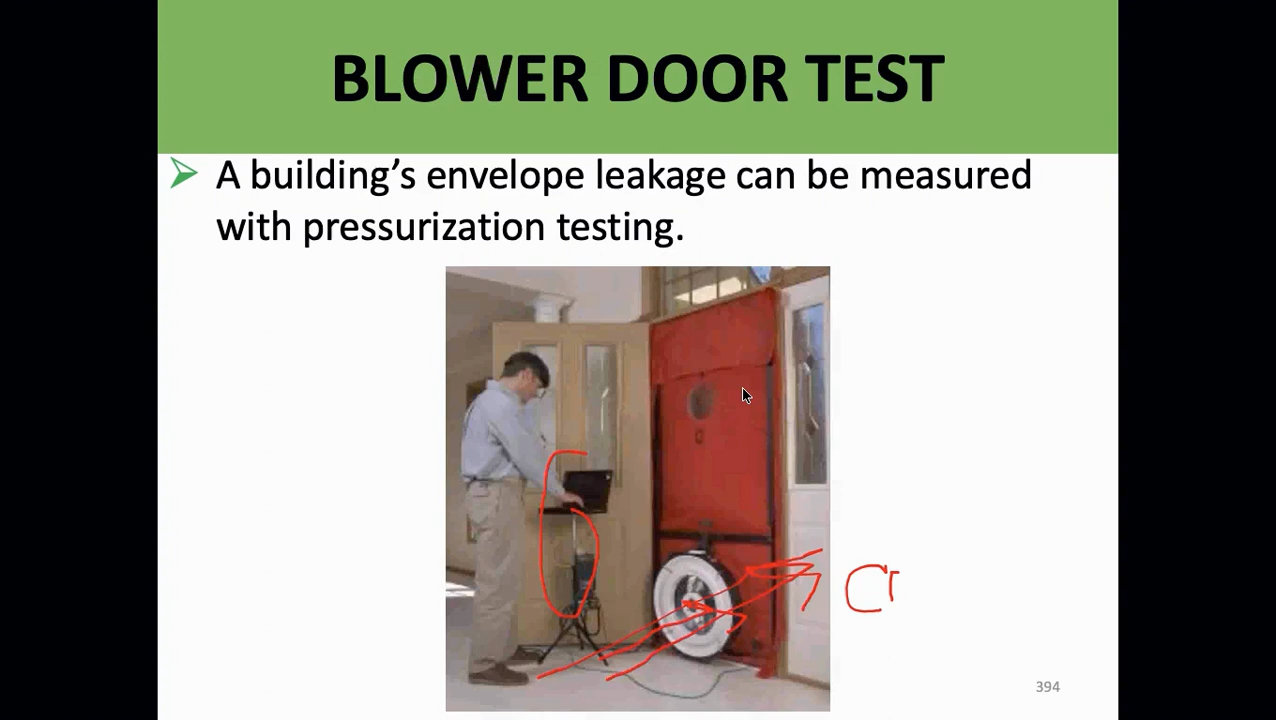 BLOWER DOOR TEST
A building’s envelope leakage can be measured
with pressurization testing.
394